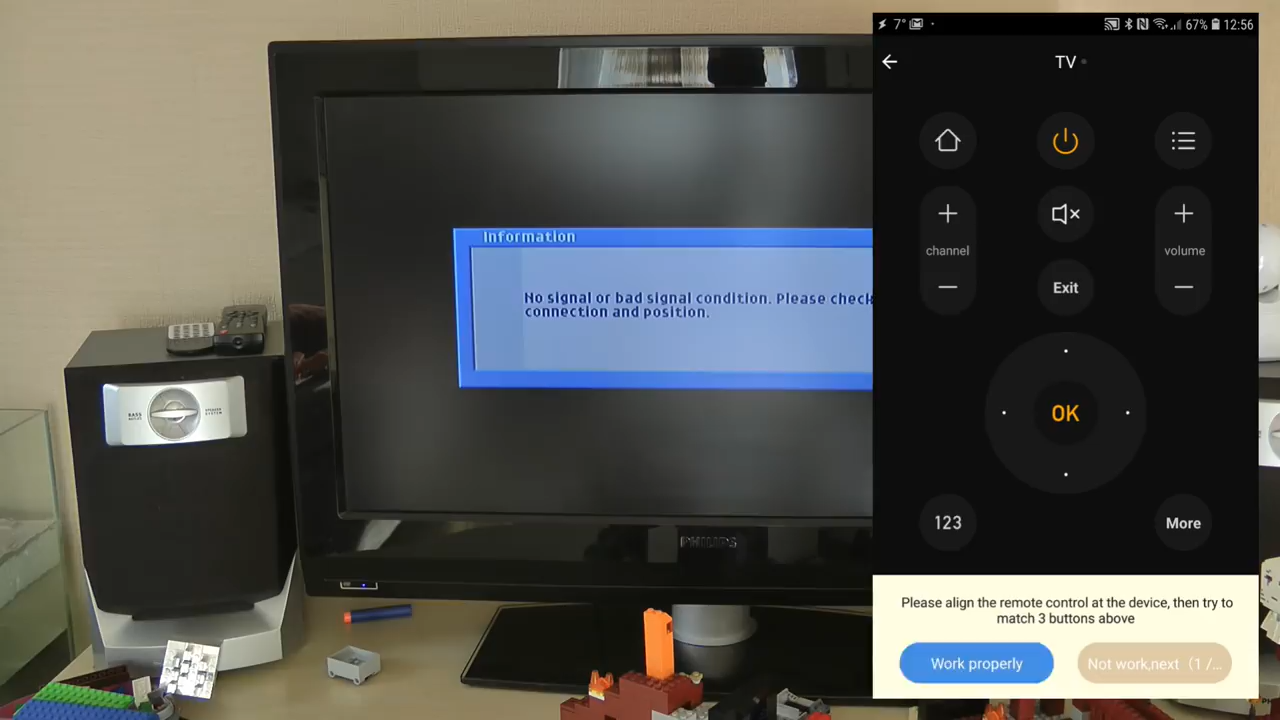 Information
No signal or bad signal condition. Please check
connection and position.
PHILIPS
7°
67% 12:56
TV
channel
volume
Exit
OK
123
More
Please align the remote control at the device, then try to
match 3 buttons above
Work properly
Not work,next（1 /...